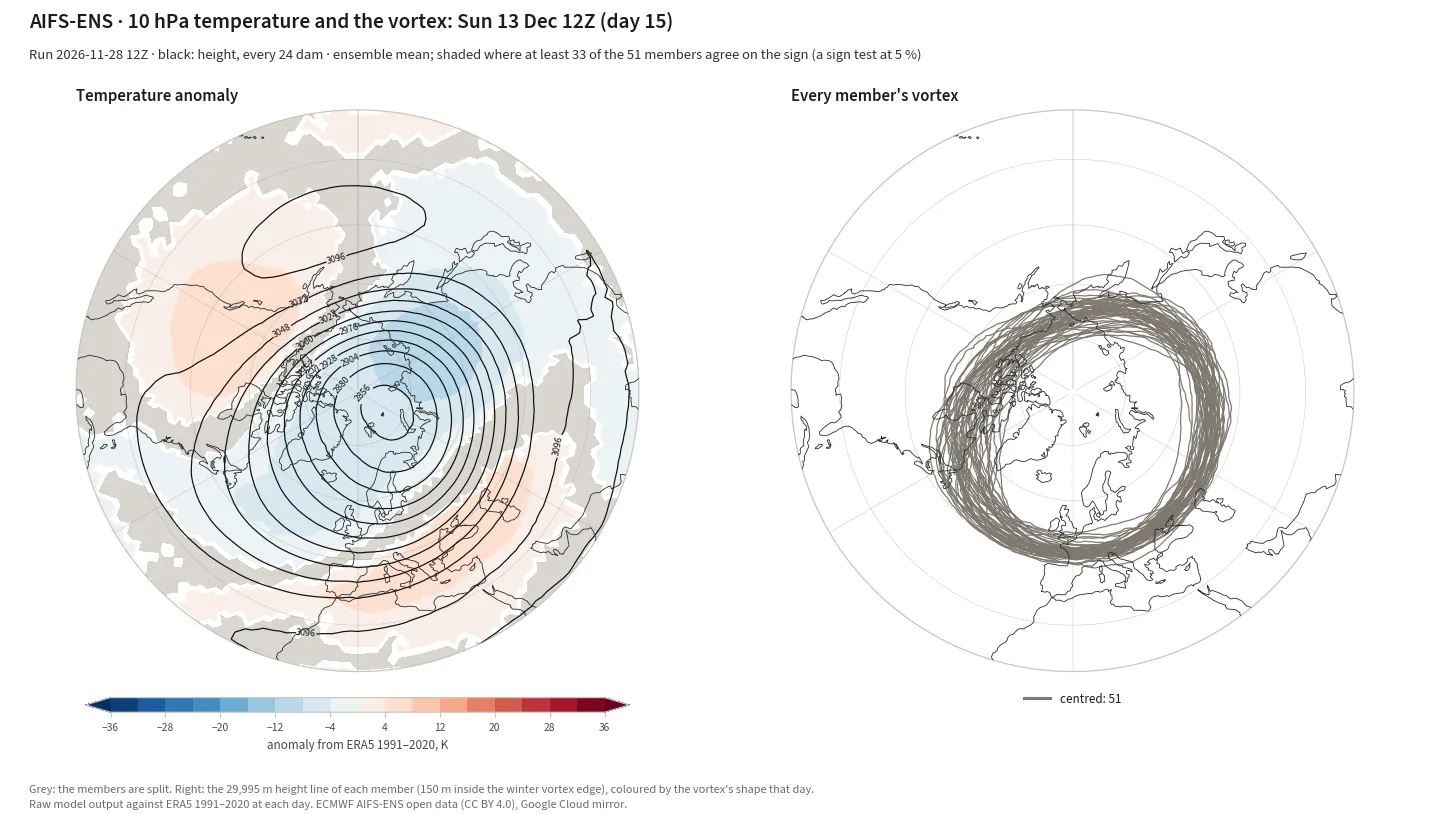 AIFS-ENS · 10 hPa temperature and the vortex: Sun 13 Dec 12Z (day 15)
Run 2026-11-28 12Z · black: height, every 24 dam · ensemble mean; shaded where at least 33 of the 51 members agree on the sign (a sign test at 5 %)
Temperature anomaly
Every member's vortex
3096
3048
2976
2928
2904
2880
2856
3096
3096
−36
−28
−20
−12
−4
4
12
20
28
36
anomaly from ERA5 1991–2020, K
centred: 51
Grey: the members are split. Right: the 29,995 m height line of each member (150 m inside the winter vortex edge), coloured by the vortex's shape that day.
Raw model output against ERA5 1991–2020 at each day. ECMWF AIFS-ENS open data (CC BY 4.0), Google Cloud mirror.